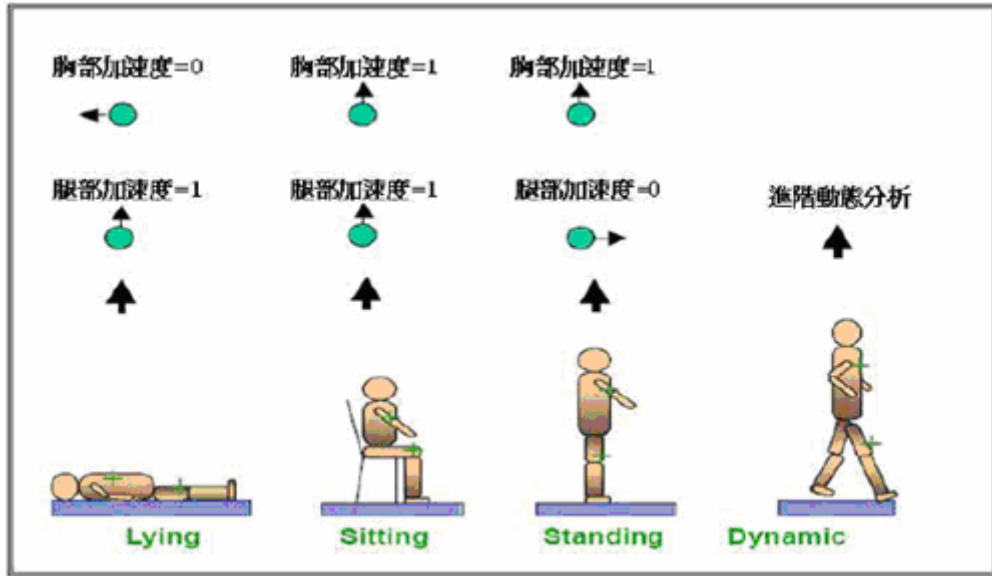 胸部加速度=0 胸部加速度=1 胸部加速度=1
腿部加速度=1 腿部加速度=1 腿部加速度=0 進階動態分析
Lying Sitting Standing Dynamic